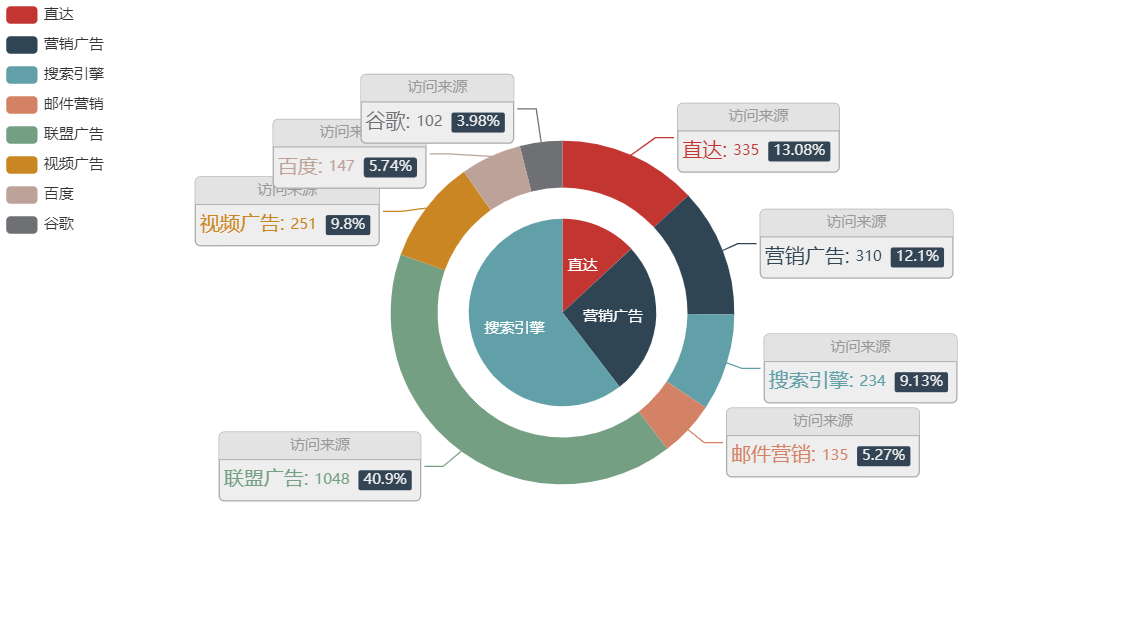 直达
营销广告
搜索引擎
邮件营销
联盟广告
视频广告
百度
谷歌
访问来源
谷歌: 102 3.98%
访问来
百度: 147 5.74%
访问来源
视频广告: 251 9.8%
访问来源
直达: 335 13.08%
访问来源
营销广告: 310 12.1%
访问来源
搜索引擎: 234 9.13%
访问来源
邮件营销: 135 5.27%
访问来源
联盟广告: 1048 40.9%
直达
营销广告
搜索引擎